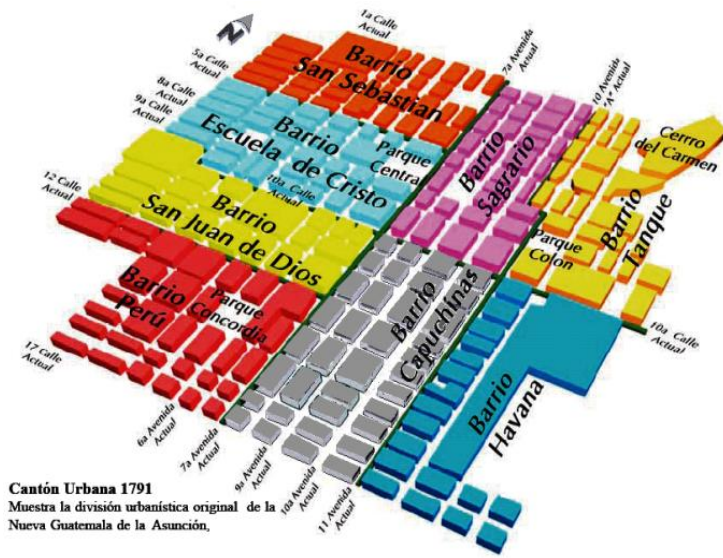 1a Calle
Actual
5a Calle
Actual
8a Calle
Actual
9a Calle
Actual
12 Calle
Actual
17 Calle
Actual
Barrio
San Sebastian
Barrio
Escuela de Cristo
Parque
Central
10a Calle
Actual
Barrio
San Juan de Dios
Barrio
Perú
Parque
Concordia
7a Avenida
Actual
Barrio
Sagrario
10 Avenida
"A" Actual
Cerrro
del Carmen
Barrio
Tanque
Parque
Colon
10a Calle
Actual
Barrio
Capuchinas
Barrio
Havana
6a Avenida
Actual
7a Avenida
Actual
9a Avenida
Actual
10a Avenida
Actual
11 Avenida
Actual
Cantón Urbana 1791
Muestra la división urbanística original de la
Nueva Guatemala de la Asunción,